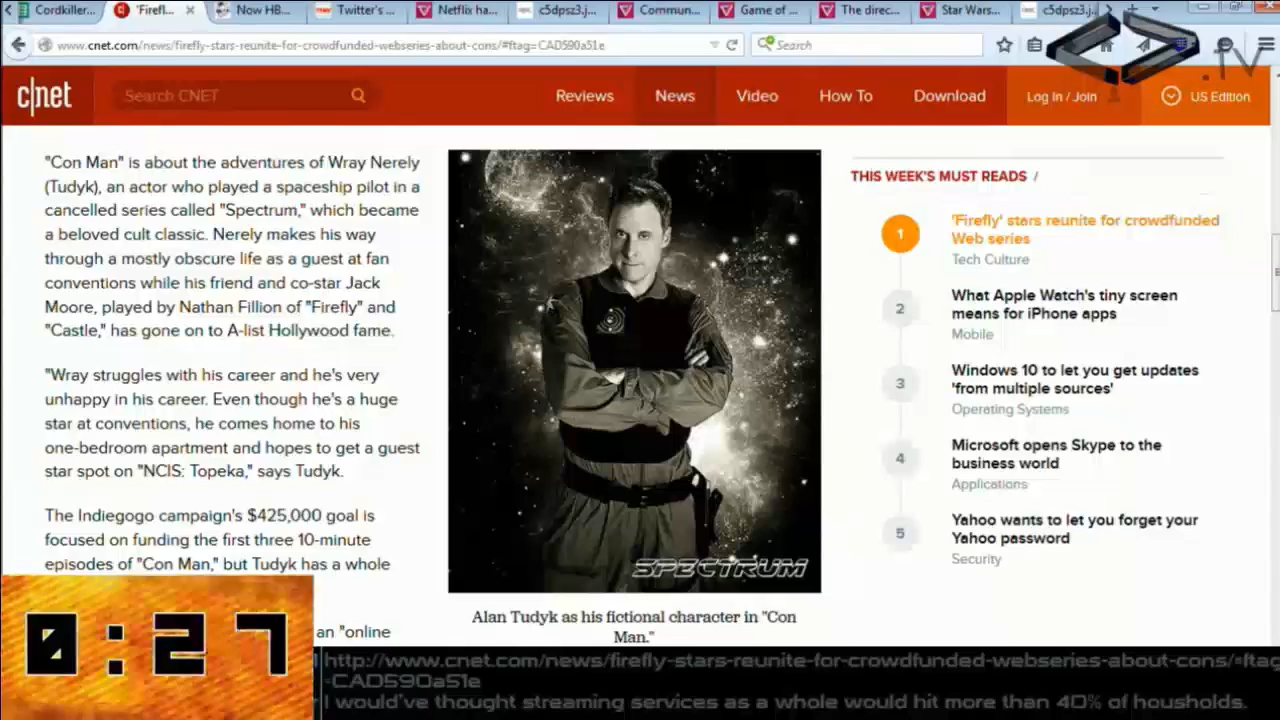 Cordkiller...
'Firefl...
Now HB...
Twitter's ...
Netflix ha...
c5dpsz3.j...
Commun...
Game of ...
The direc...
Star Wars...
c5dpsz3.j
www.cnet.com/news/firefly-stars-reunite-for-crowdfunded-webseries-about-cons/#ftag=CAD590a51e
Search
.TV
c|net
Search CNET
Reviews
News
Video
How To
Download
Log In / Join
US Edition
"Con Man" is about the adventures of Wray Nerely
(Tudyk), an actor who played a spaceship pilot in a
cancelled series called "Spectrum," which became
a beloved cult classic. Nerely makes his way
through a mostly obscure life as a guest at fan
conventions while his friend and co-star Jack
Moore, played by Nathan Fillion of "Firefly" and
"Castle," has gone on to A-list Hollywood fame.
"Wray struggles with his career and he's very
unhappy in his career. Even though he's a huge
star at conventions, he comes home to his
one-bedroom apartment and hopes to get a guest
star spot on "NCIS: Topeka," says Tudyk.
The Indiegogo campaign's $425,000 goal is
focused on funding the first three 10-minute
episodes of "Con Man," but Tudyk has a whole
an "online
SPECTRUM
Alan Tudyk as his fictional character in "Con
Man."
THIS WEEK'S MUST READS /
1
'Firefly' stars reunite for crowdfunded
Web series
Tech Culture
2
What Apple Watch's tiny screen
means for iPhone apps
Mobile
3
Windows 10 to let you get updates
'from multiple sources'
Operating Systems
4
Microsoft opens Skype to the
business world
Applications
5
Yahoo wants to let you forget your
Yahoo password
Security
0:27
http://www.cnet.com/news/firefly-stars-reunite-for-crowdfunded-webseries-about-cons/#ftag
=CAD590a51e
I would've thought streaming services as a whole would hit more than 40% of housholds.